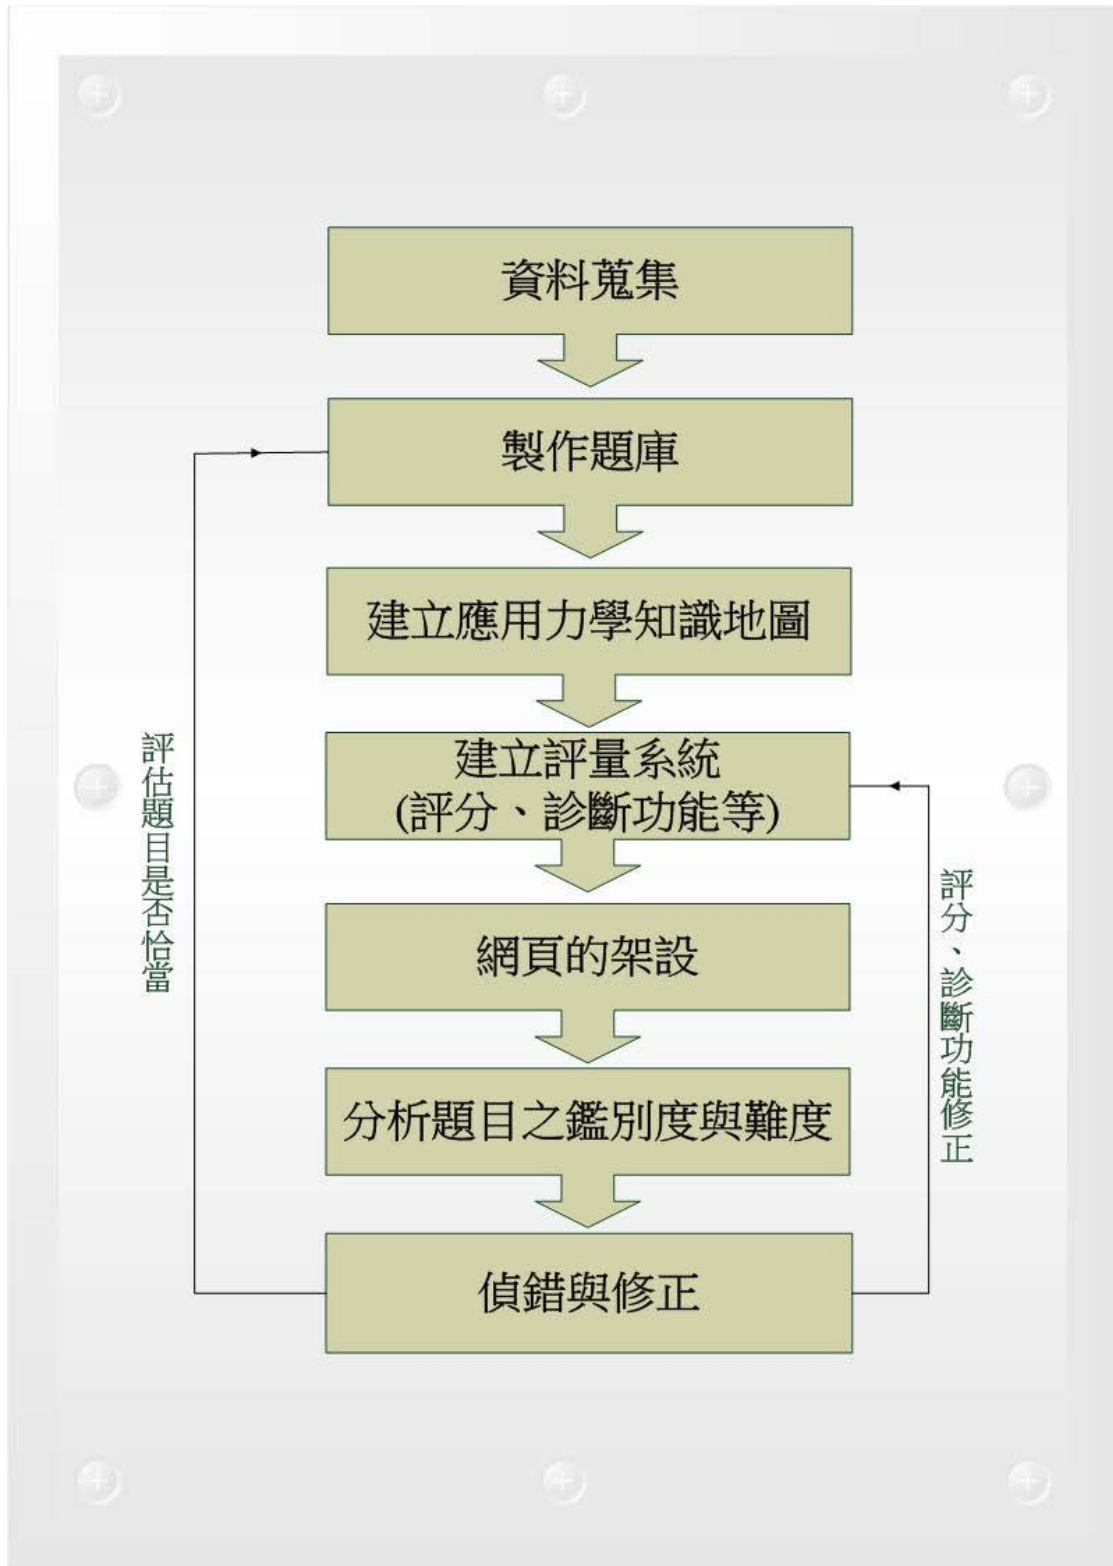 資料蒐集
製作題庫
建立應用力學知識地圖
建立評量系統
(評分、診斷功能等)
網頁的架設
分析題目之鑑別度與難度
偵錯與修正
評估題目是否恰當
評分、診斷功能修正